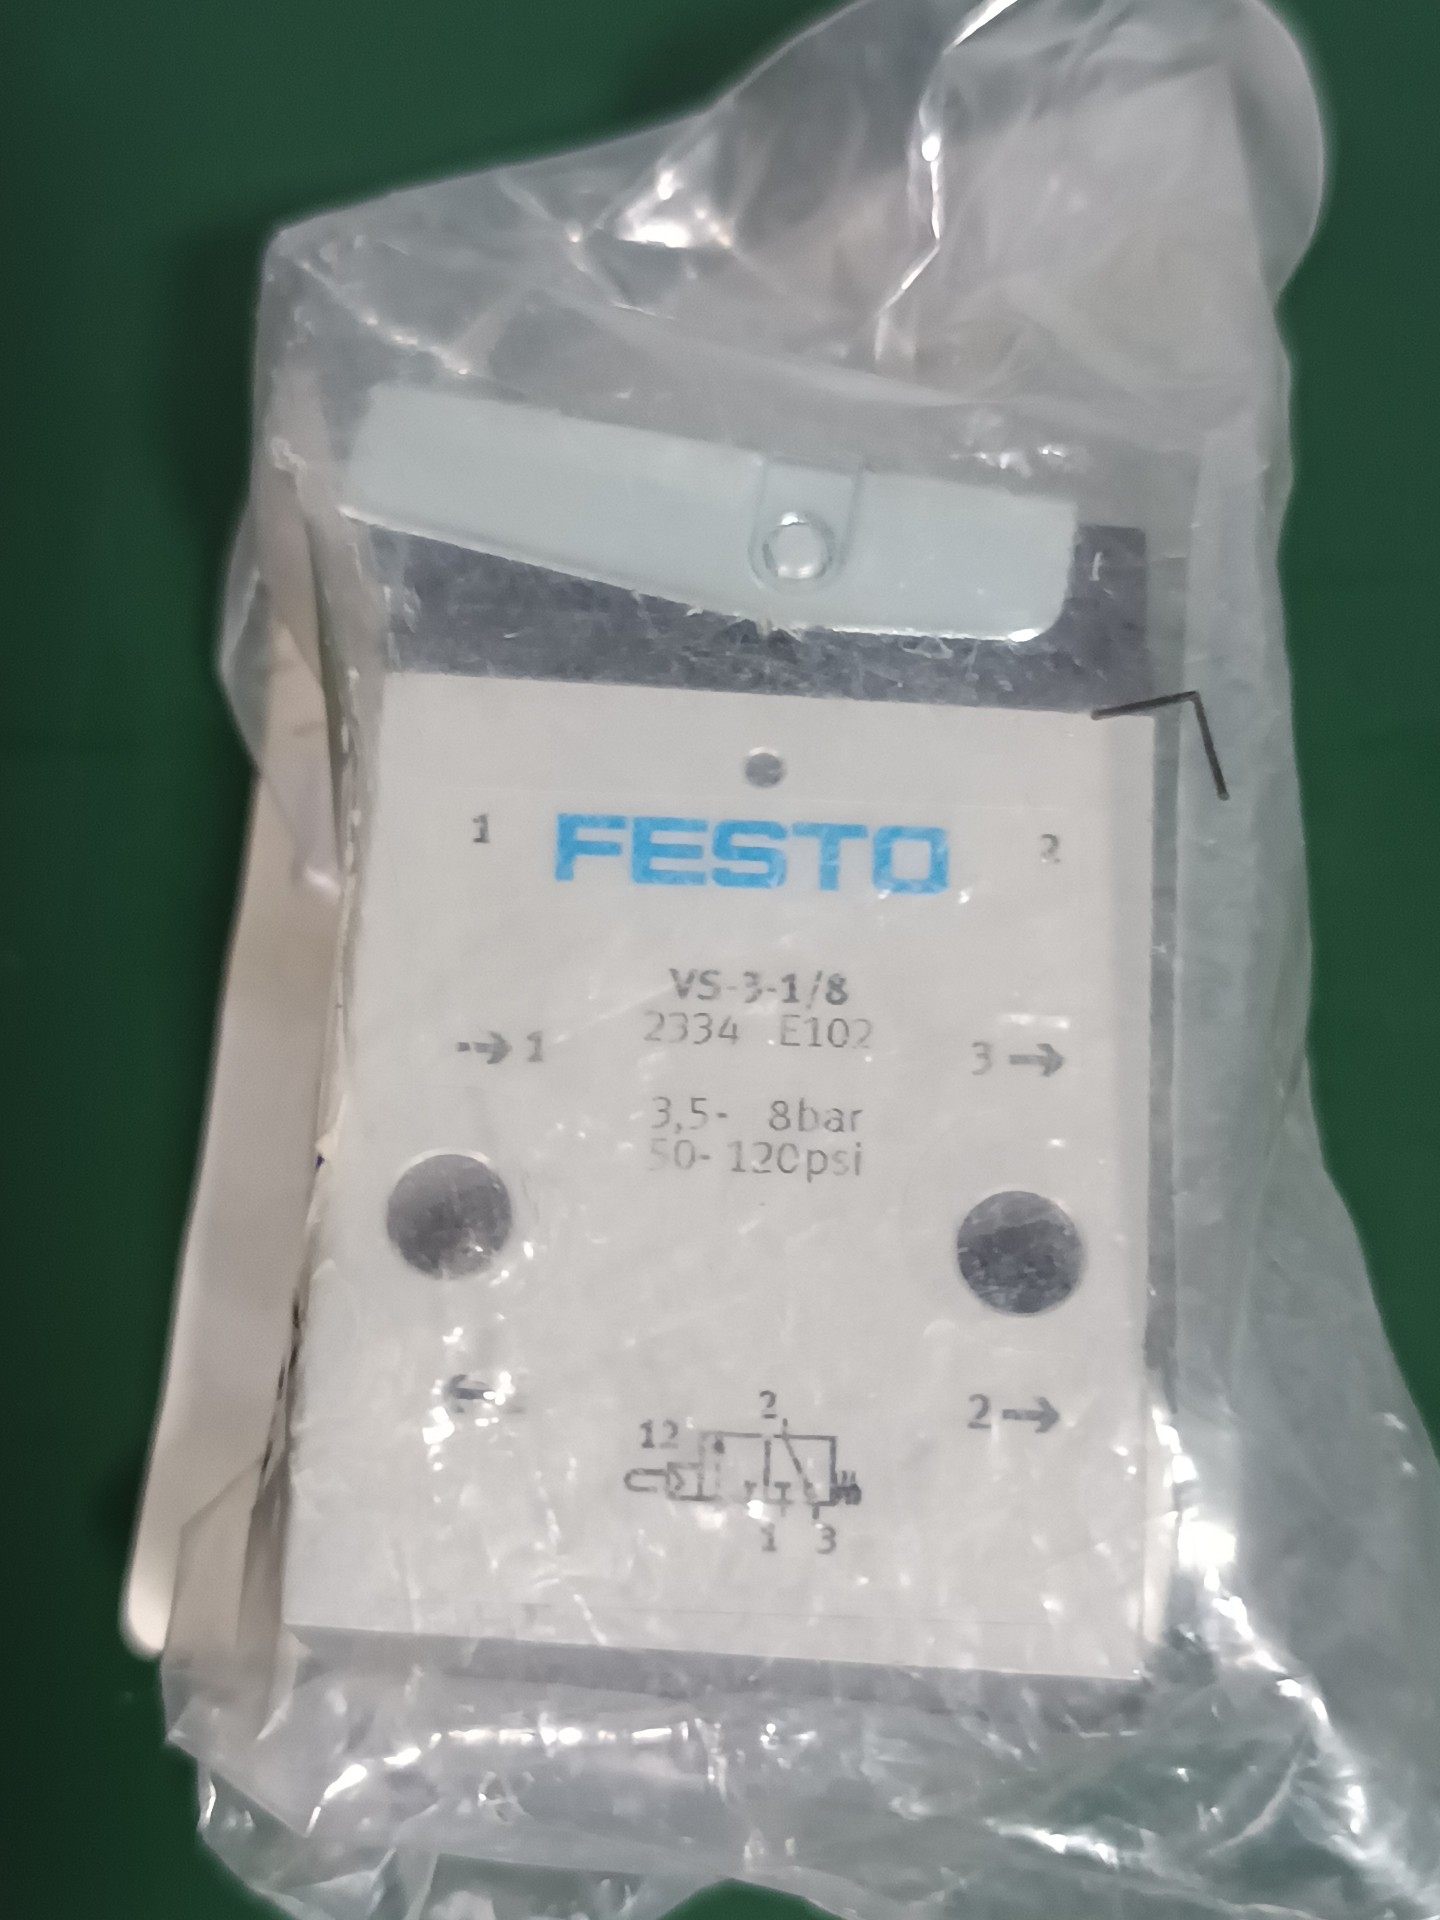 1 FESTO 2
VS-3-1/8
2334 E102
→ 1 3 →
3,5- 8bar
50- 120psi
← 2 →
2
12
1 3